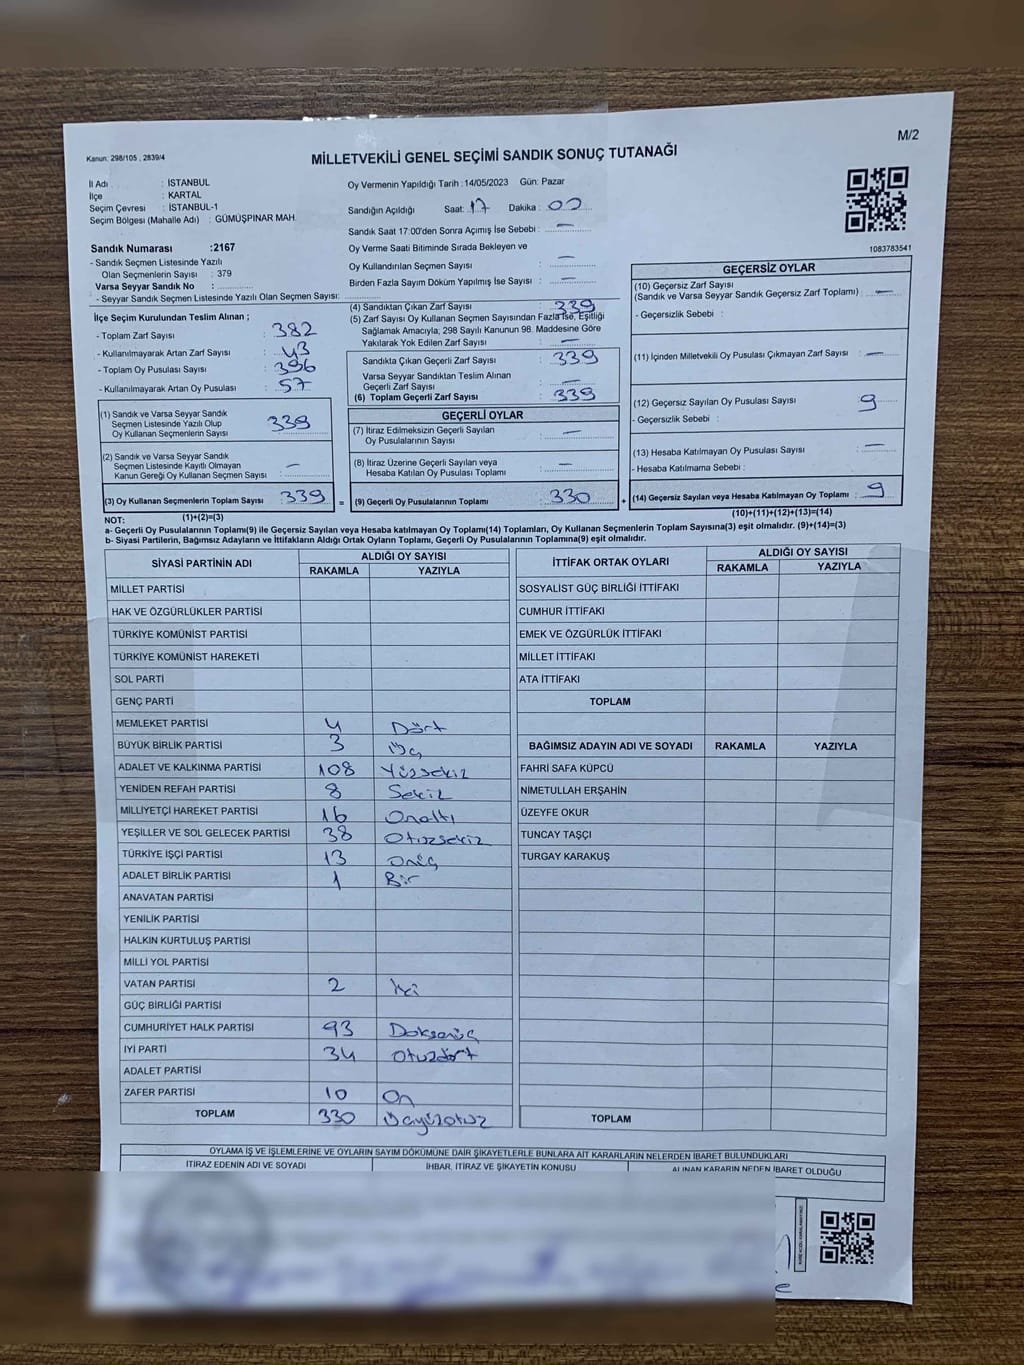 M/2
Kanun: 298/105 , 2839/4
MİLLETVEKİLİ GENEL SEÇİMİ SANDIK SONUÇ TUTANAĞI
İl Adı : İSTANBUL
İlçe : KARTAL
Seçim Çevresi : İSTANBUL-1
Seçim Bölgesi (Mahalle Adı) : GÜMÜŞPINAR MAH.
Sandık Numarası :2167
- Sandık Seçmen Listesinde Yazılı
Olan Seçmenlerin Sayısı : 379
Varsa Seyyar Sandık No :
- Seyyar Sandık Seçmen Listesinde Yazılı Olan Seçmen Sayısı:
Oy Vermenin Yapıldığı Tarih :14/05/2023 Gün: Pazar
Sandığın Açıldığı Saat: 17 Dakika : 00
Sandık Saat 17:00'den Sonra Açımış İse Sebebi : —
Oy Verme Saati Bitiminde Sırada Bekleyen ve
Oy Kullandırılan Seçmen Sayısı : —
Birden Fazla Sayım Döküm Yapılmış İse Sayısı : —
1083783541
İlçe Seçim Kurulundan Teslim Alınan ;
- Toplam Zarf Sayısı : 382
- Kullanılmayarak Artan Zarf Sayısı : 43
- Toplam Oy Pusulası Sayısı : 396
- Kullanılmayarak Artan Oy Pusulası : 57
(1) Sandık ve Varsa Seyyar Sandık
Seçmen Listesinde Yazılı Olup
Oy Kullanan Seçmenlerin Sayısı : 339
(2) Sandık ve Varsa Seyyar Sandık
Seçmen Listesinde Kayıtlı Olmayan
Kanun Gereği Oy Kullanan Seçmen Sayısı : —
(3) Oy Kullanan Seçmenlerin Toplam Sayısı : 339 =
(1)+(2)=(3)
(4) Sandıktan Çıkan Zarf Sayısı : 339
(5) Zarf Sayısı Oy Kullanan Seçmen Sayısından Fazla İse, Eşitliği
Sağlamak Amacıyla, 298 Sayılı Kanunun 98. Maddesine Göre
Yakılarak Yok Edilen Zarf Sayısı : —
Sandıkta Çıkan Geçerli Zarf Sayısı : 339
Varsa Seyyar Sandıktan Teslim Alınan
Geçerli Zarf Sayısı : —
(6) Toplam Geçerli Zarf Sayısı : 339
GEÇERLİ OYLAR
(7) İtiraz Edilmeksizin Geçerli Sayılan
Oy Pusulalarının Sayısı : —
(8) İtiraz Üzerine Geçerli Sayılan veya
Hesaba Katılan Oy Pusulası Toplamı : —
(9) Geçerli Oy Pusulalarının Toplamı : 330 +
GEÇERSİZ OYLAR
(10) Geçersiz Zarf Sayısı
(Sandık ve Varsa Seyyar Sandık Geçersiz Zarf Toplamı) : —
- Geçersizlik Sebebi :
(11) İçinden Milletvekili Oy Pusulası Çıkmayan Zarf Sayısı : —
(12) Geçersiz Sayılan Oy Pusulası Sayısı : 9
- Geçersizlik Sebebi :
(13) Hesaba Katılmayan Oy Pusulası Sayısı : —
- Hesaba Katılmama Sebebi :
(14) Geçersiz Sayılan veya Hesaba Katılmayan Oy Toplamı : 9
(10)+(11)+(12)+(13)=(14)
NOT:
a- Geçerli Oy Pusulalarının Toplamı(9) ile Geçersiz Sayılan veya Hesaba katılmayan Oy Toplamı(14) Toplamları, Oy Kullanan Seçmenlerin Toplam Sayısına(3) eşit olmalıdır. (9)+(14)=(3)
b- Siyasi Partilerin, Bağımsız Adayların ve İttifakların Aldığı Ortak Oyların Toplamı, Geçerli Oy Pusulalarının Toplamına(9) eşit olmalıdır.
SİYASİ PARTİNİN ADI ALDIĞI OY SAYISI
RAKAMLA YAZIYLA
MİLLET PARTİSİ
HAK VE ÖZGÜRLÜKLER PARTİSİ
TÜRKİYE KOMÜNİST PARTİSİ
TÜRKİYE KOMÜNİST HAREKETİ
SOL PARTİ
GENÇ PARTİ
MEMLEKET PARTİSİ 4 Dört
BÜYÜK BİRLİK PARTİSİ 3 Üç
ADALET VE KALKINMA PARTİSİ 108 Yüzsekiz
YENİDEN REFAH PARTİSİ 8 Sekiz
MİLLİYETÇİ HAREKET PARTİSİ 16 Onaltı
YEŞİLLER VE SOL GELECEK PARTİSİ 38 Otuzsekiz
TÜRKİYE İŞÇİ PARTİSİ 13 Onüç
ADALET BİRLİK PARTİSİ 1 Bir
ANAVATAN PARTİSİ
YENİLİK PARTİSİ
HALKIN KURTULUŞ PARTİSİ
MİLLİ YOL PARTİSİ
VATAN PARTİSİ 2 İki
GÜÇ BİRLİĞİ PARTİSİ
CUMHURİYET HALK PARTİSİ 93 Doksanüç
İYİ PARTİ 34 Otuzdört
ADALET PARTİSİ
ZAFER PARTİSİ 10 On
TOPLAM 330 Üçyüzotuz
İTTİFAK ORTAK OYLARI ALDIĞI OY SAYISI
RAKAMLA YAZIYLA
SOSYALİST GÜÇ BİRLİĞİ İTTİFAKI
CUMHUR İTTİFAKI
EMEK VE ÖZGÜRLÜK İTTİFAKI
MİLLET İTTİFAKI
ATA İTTİFAKI
TOPLAM
BAĞIMSIZ ADAYIN ADI VE SOYADI RAKAMLA YAZIYLA
FAHRİ SAFA KÜPCÜ
NİMETULLAH ERŞAHİN
ÜZEYFE OKUR
TUNCAY TAŞÇI
TURGAY KARAKUŞ
TOPLAM
OYLAMA İŞ VE İŞLEMLERİNE VE OYLARIN SAYIM DÖKÜMÜNE DAİR ŞİKAYETLERLE BUNLARA AİT KARARLARIN NELERDEN İBARET BULUNDUKLARI
İTİRAZ EDENİN ADI VE SOYADI İHBAR, İTİRAZ VE ŞİKAYETİN KONUSU ALINAN KARARIN NEDEN İBARET OLDUĞU